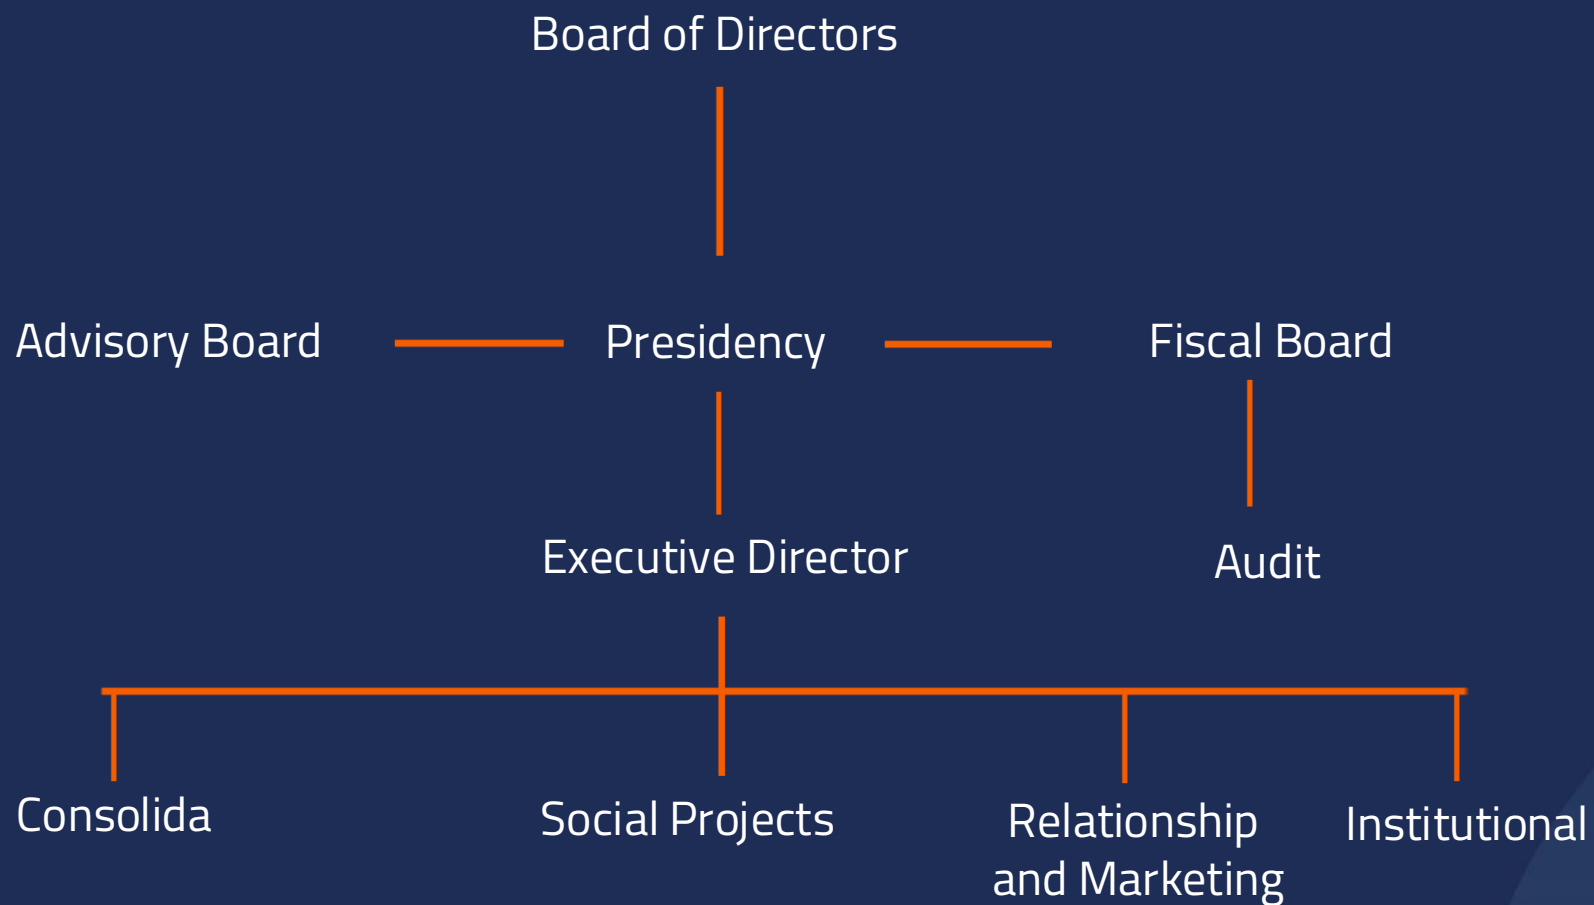 Board of Directors
Advisory Board
Presidency
Fiscal Board
Executive Director
Audit
Consolida
Social Projects
Relationship
and Marketing
Institutional